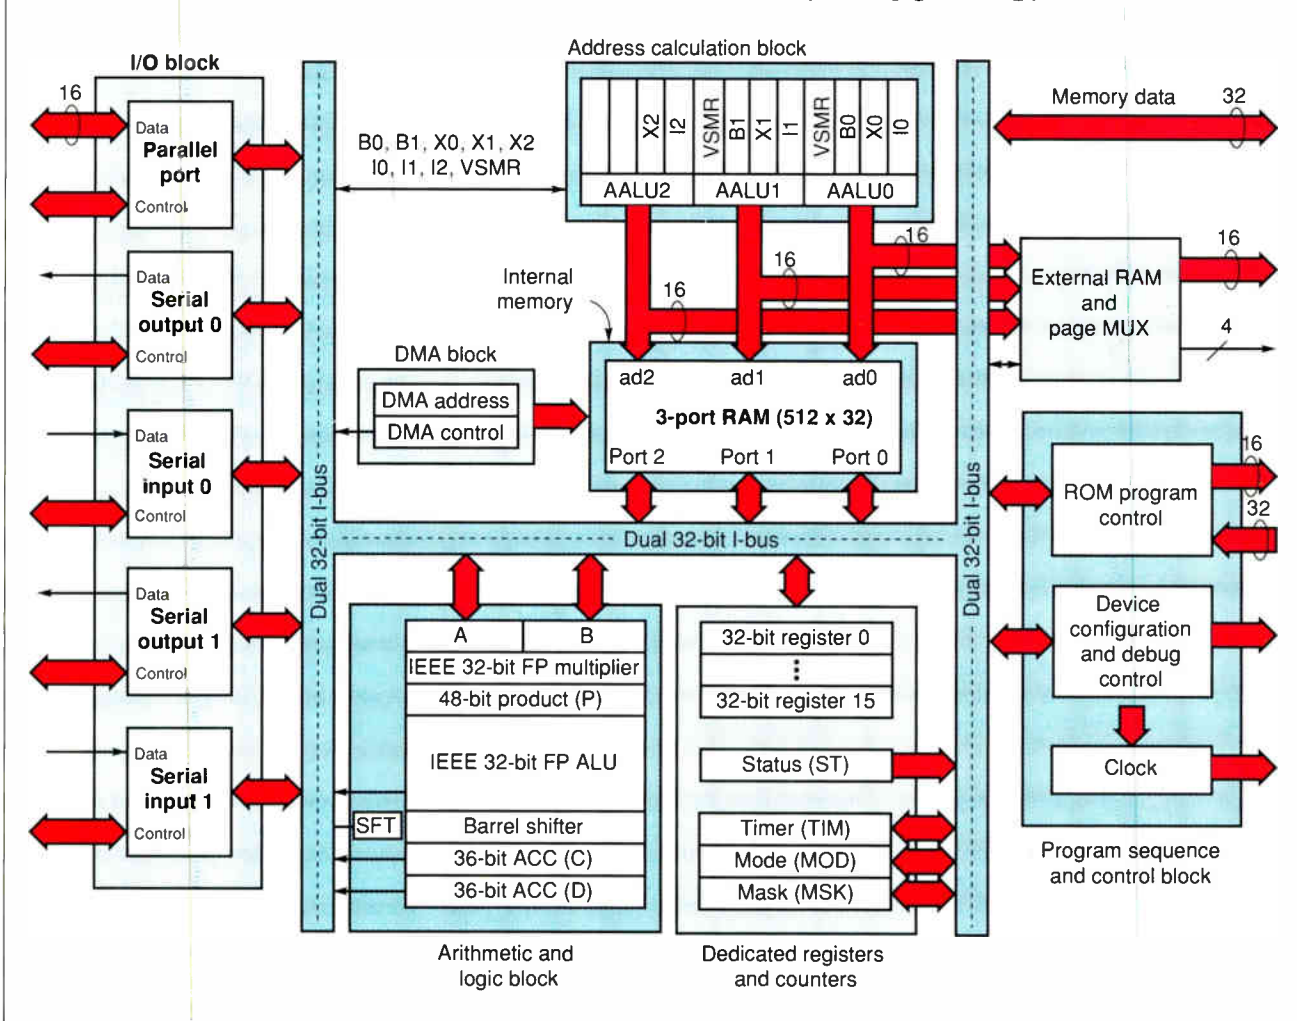 I/O block
16
Data
Parallel
port
Control
Data
Serial
output 0
Control
Data
Serial
input 0
Control
Data
Serial
output 1
Control
Data
Serial
input 1
Control
Dual 32-bit I-bus
B0, B1, X0, X1, X2
I0, I1, I2, VSMR
Address calculation block
X2
I2
VSMR
B1
X1
I1
VSMR
B0
X0
I0
AALU2
AALU1
AALU0
16
16
16
Internal
memory
DMA block
DMA address
DMA control
ad2
ad1
ad0
3-port RAM (512 x 32)
Port 2
Port 1
Port 0
Dual 32-bit I-bus
Dual 32-bit I-bus
A
B
IEEE 32-bit FP multiplier
48-bit product (P)
IEEE 32-bit FP ALU
SFT
Barrel shifter
36-bit ACC (C)
36-bit ACC (D)
Arithmetic and
logic block
32-bit register 0
32-bit register 15
Status (ST)
Timer (TIM)
Mode (MOD)
Mask (MSK)
Dedicated registers
and counters
Memory data
32
External RAM
and
page MUX
16
4
ROM program
control
16
32
Device
configuration
and debug
control
Clock
Program sequence
and control block